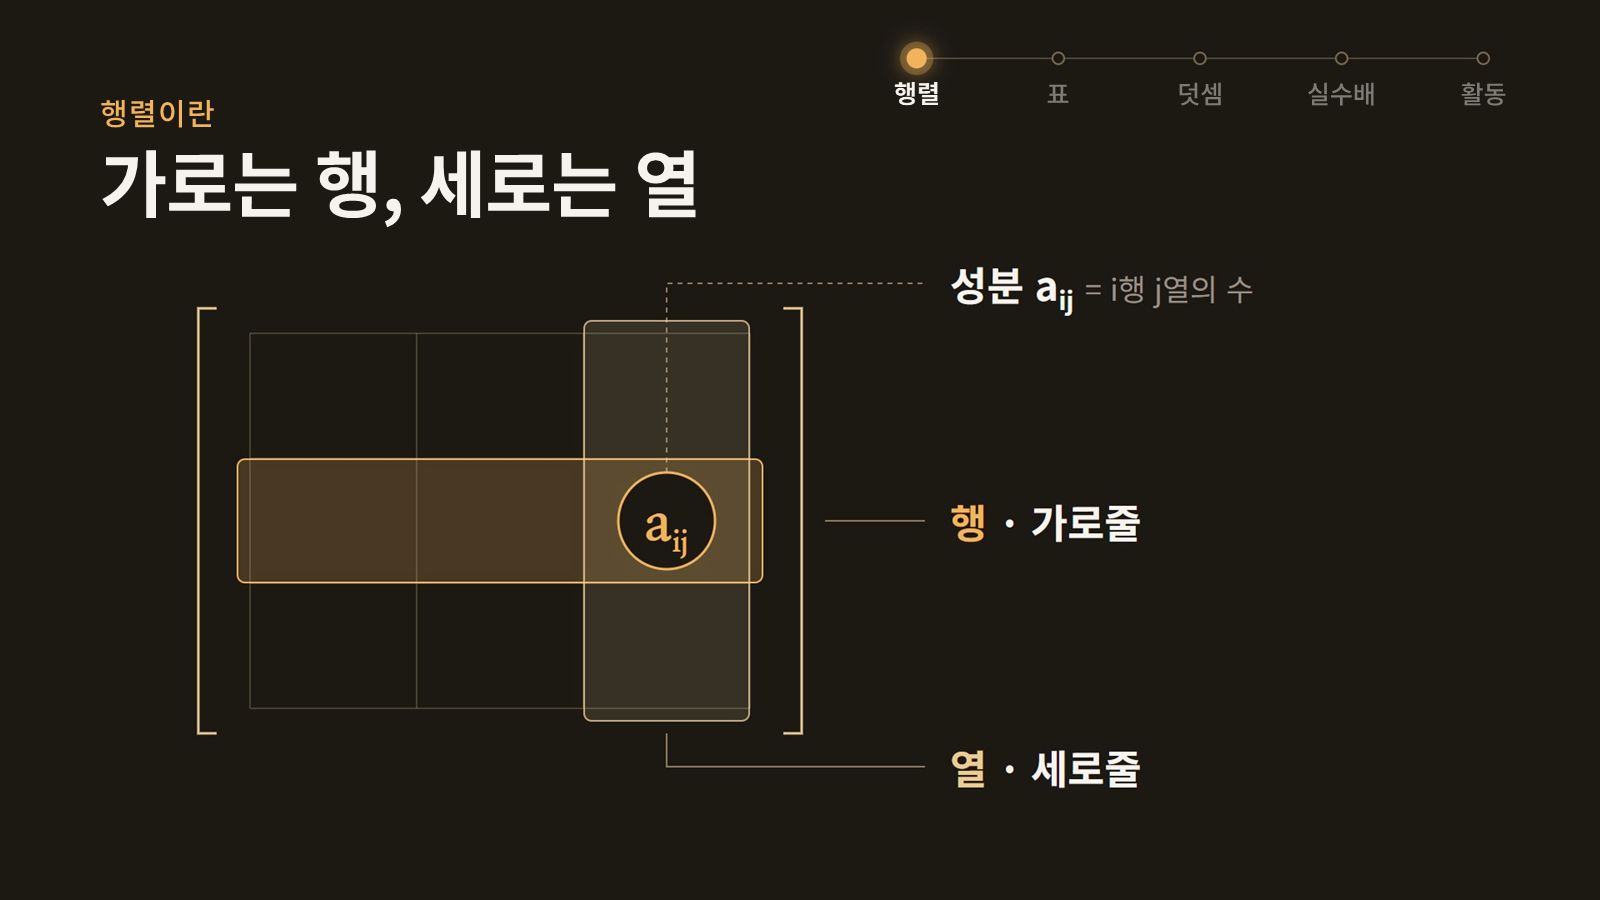 행렬 표 덧셈 실수배 활동
행렬이란
가로는 행, 세로는 열
성분 aij = i행 j열의 수
aij
행 · 가로줄
열 · 세로줄